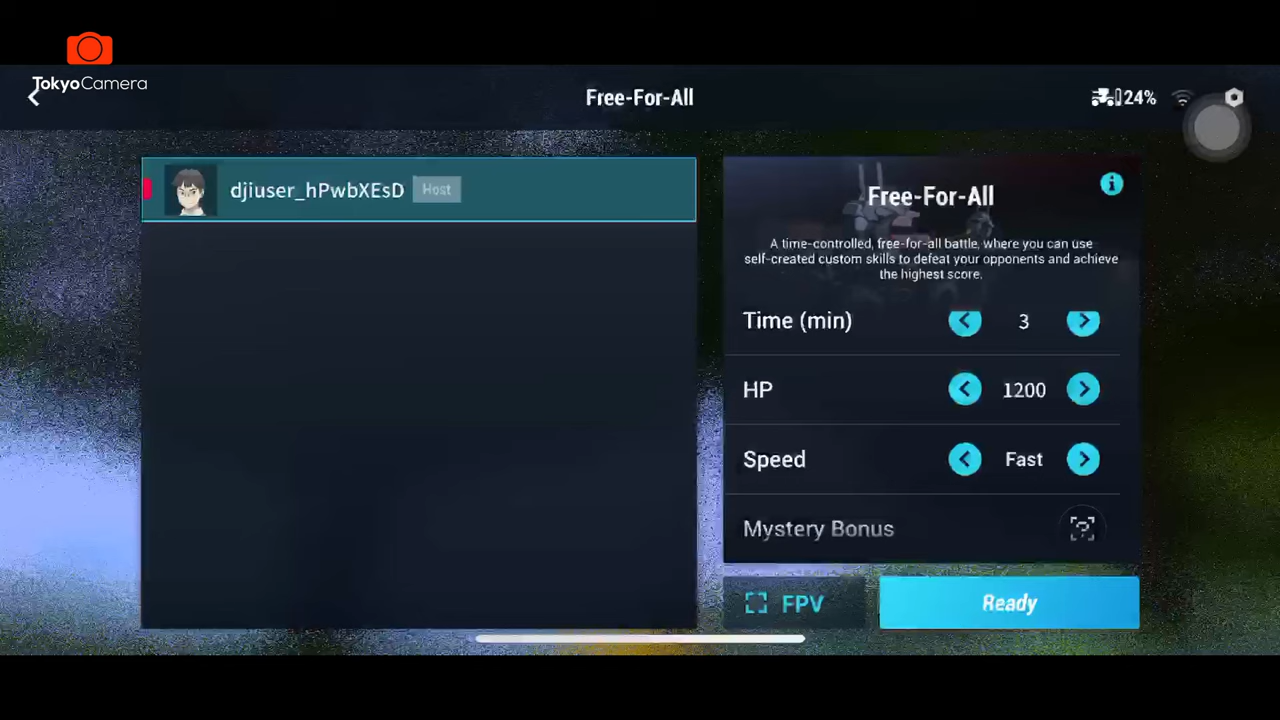 TokyoCamera
Free-For-All
24%
djiuser_hPwbXEsD
Host
Free-For-All
A time-controlled, free-for-all battle, where you can use
self-created custom skills to defeat your opponents and achieve
the highest score.
Time (min)
3
HP
1200
Speed
Fast
Mystery Bonus
FPV
Ready